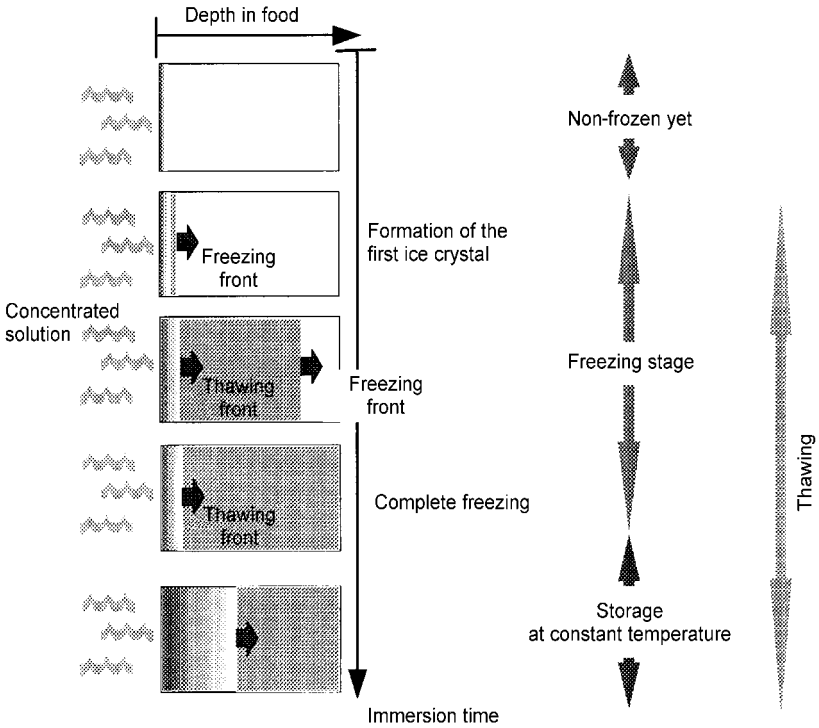 Depth in food
Non-frozen yet
Formation of the
first ice crystal
Freezing
front
Concentrated
solution
Thawing
front
Freezing
front
Freezing stage
Thawing
Thawing
front
Complete freezing
Storage
at constant temperature
Immersion time